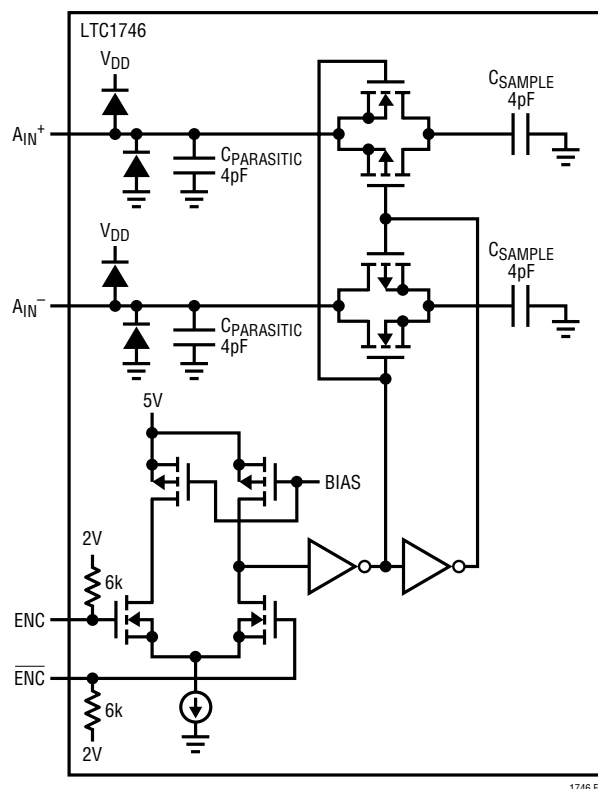 LTC1746
VDD
CSAMPLE
4pF
AIN+
CPARASITIC
4pF
VDD
CSAMPLE
4pF
AIN–
CPARASITIC
4pF
5V
BIAS
2V
6k
ENC
ENC
6k
2V
1746 F